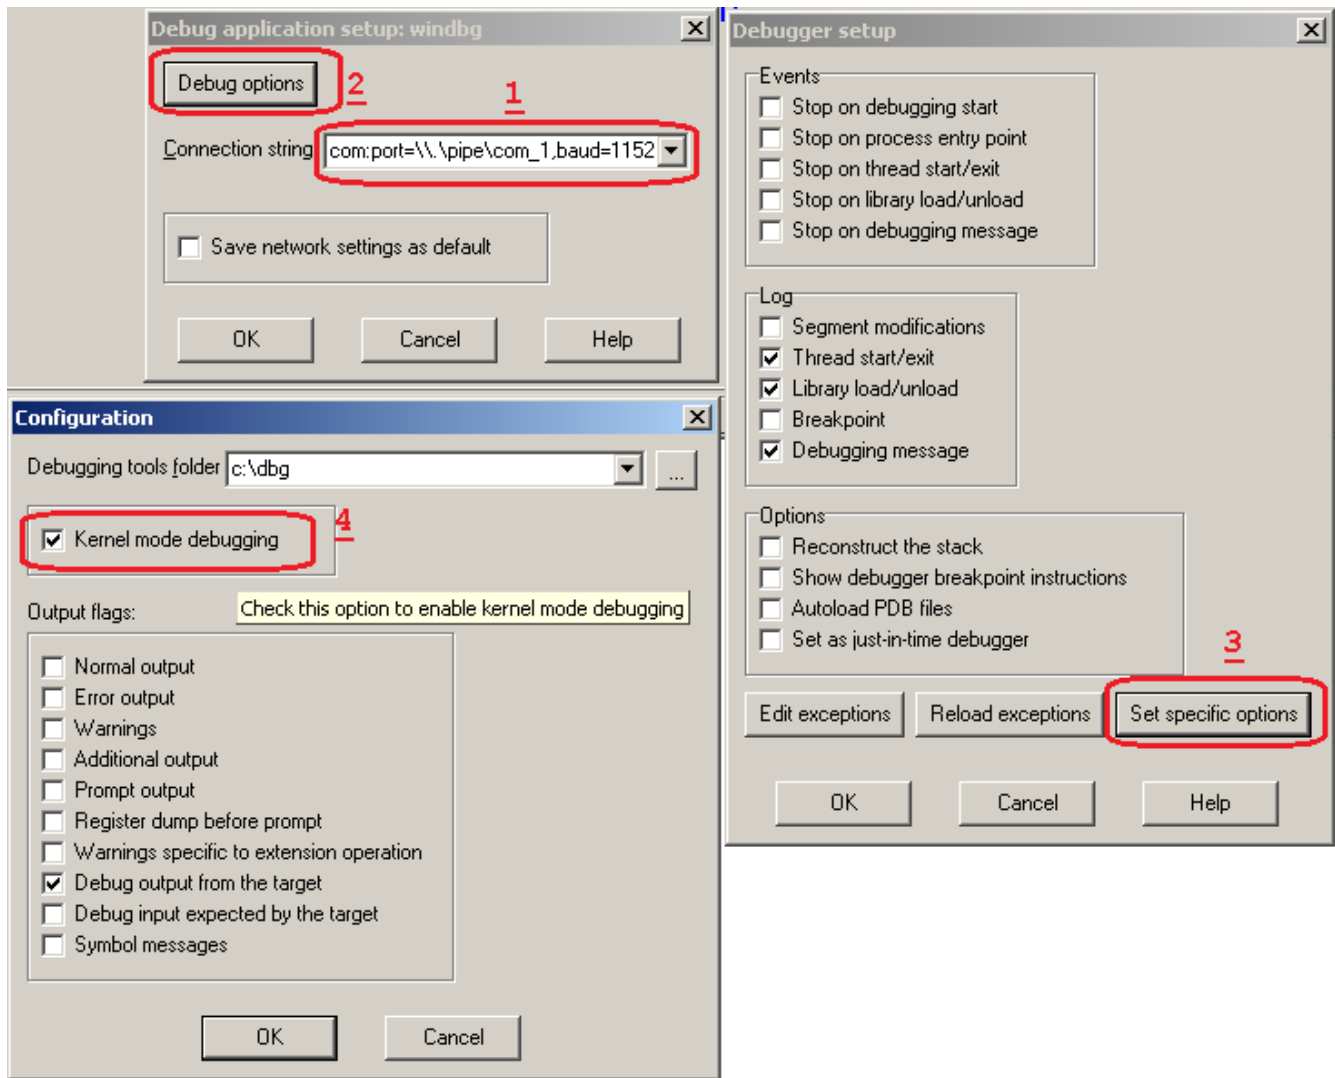 Debug application setup: windbg
Debug options
2
1
Connection string
com:port=\\.\pipe\com_1,baud=1152
Save network settings as default
OK
Cancel
Help
Debugger setup
Events
Stop on debugging start
Stop on process entry point
Stop on thread start/exit
Stop on library load/unload
Stop on debugging message
Log
Segment modifications
Thread start/exit
Library load/unload
Breakpoint
Debugging message
Options
Reconstruct the stack
Show debugger breakpoint instructions
Autoload PDB files
Set as just-in-time debugger
3
Edit exceptions
Reload exceptions
Set specific options
OK
Cancel
Help
Configuration
Debugging tools folder
c:\dbg
...
4
Kernel mode debugging
Check this option to enable kernel mode debugging
Output flags:
Normal output
Error output
Warnings
Additional output
Prompt output
Register dump before prompt
Warnings specific to extension operation
Debug output from the target
Debug input expected by the target
Symbol messages
OK
Cancel